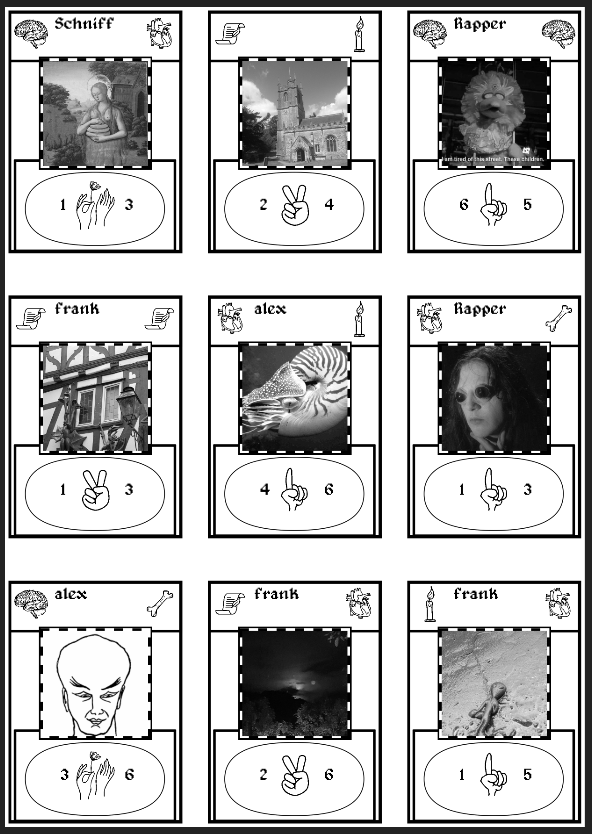 Schniff
1 3
2 4
Rapper
I am tired of this street. These children.
6 5
frank
1 3
alex
4 6
Rapper
1 3
alex
3 6
frank
2 6
frank
1 5